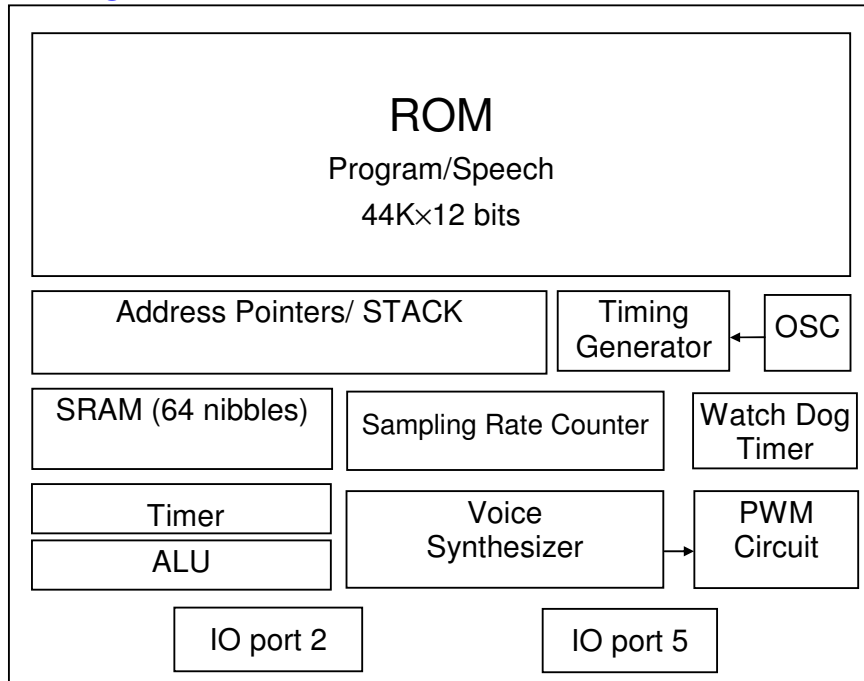 ROM
Program/Speech
44K×12 bits
Address Pointers/ STACK
Timing
Generator
OSC
SRAM (64 nibbles)
Sampling Rate Counter
Watch Dog
Timer
Timer
ALU
Voice
Synthesizer
PWM
Circuit
IO port 2
IO port 5